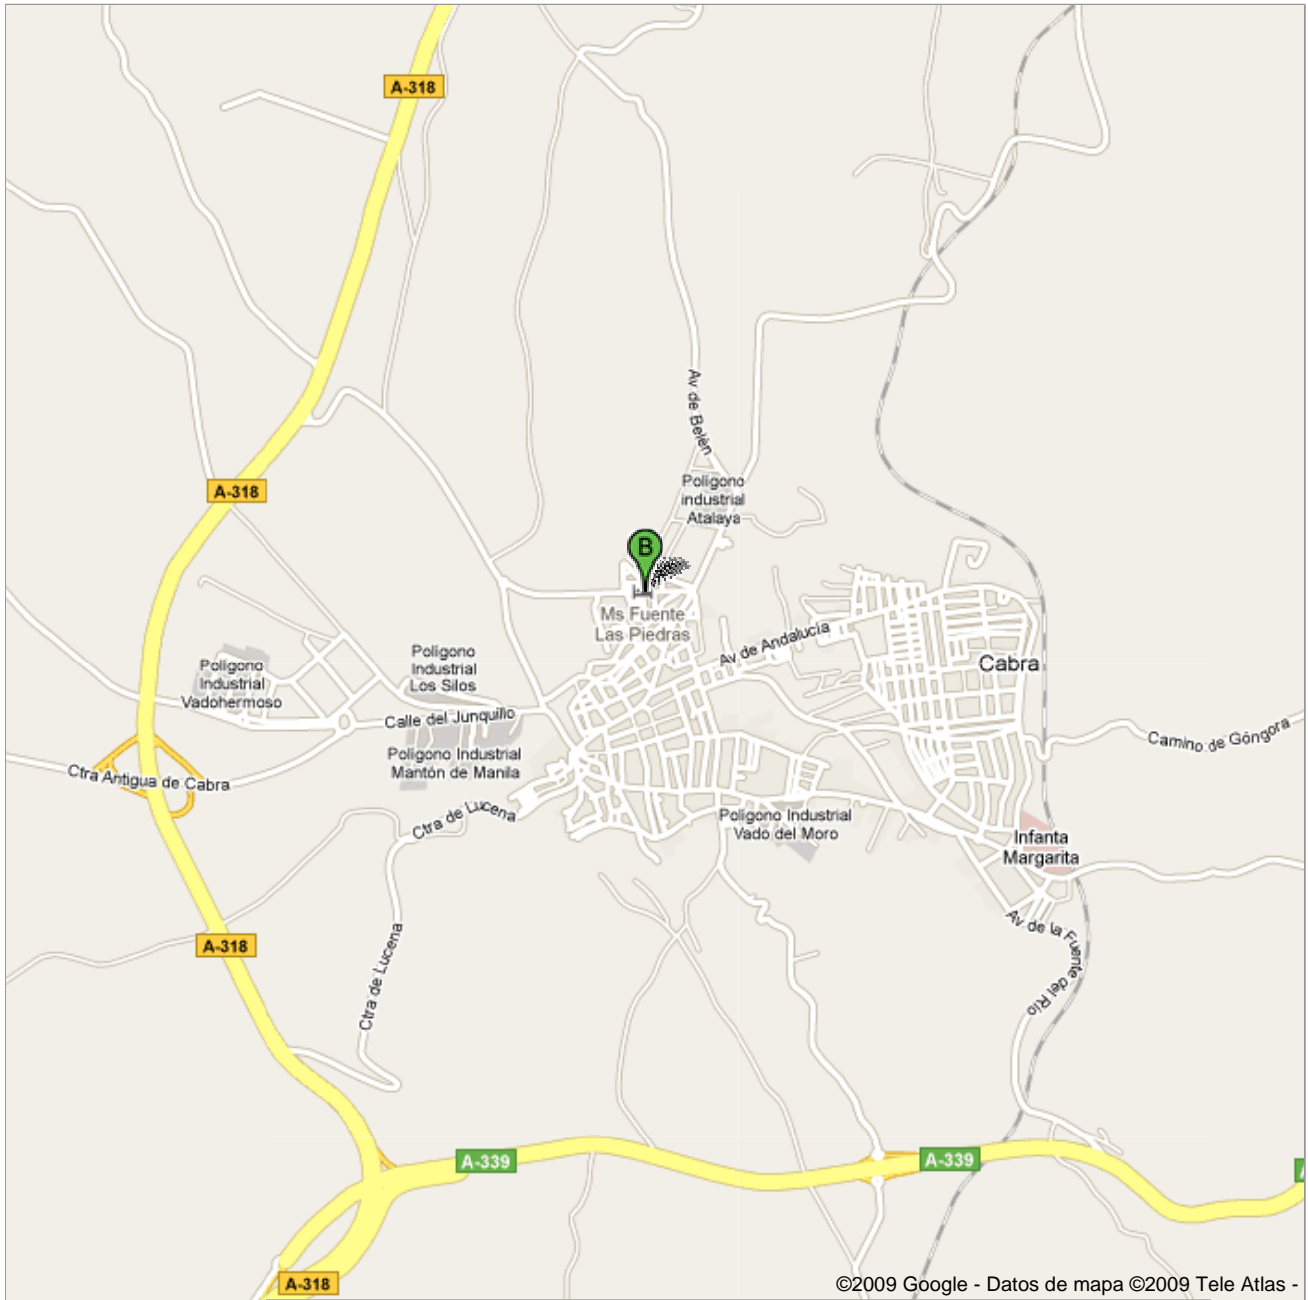 A-318
Av de Belén
A-318
Polígono
industrial
Atalaya
B
Ms Fuente
Las Piedras
Av de Andalucía
Cabra
Polígono
Industrial
Los Silos
Polígono
Industrial
Vadohermoso
Calle del Junquillo
Camino de Góngora
Polígono Industrial
Mantón de Manila
Ctra Antigua de Cabra
Ctra de Lucena
Polígono Industrial
Vado del Moro
Infanta
Margarita
A-318
Ctra de Lucena
Av. de la Fuente del Río
A-339
A-339
A-318
©2009 Google - Datos de mapa ©2009 Tele Atlas -